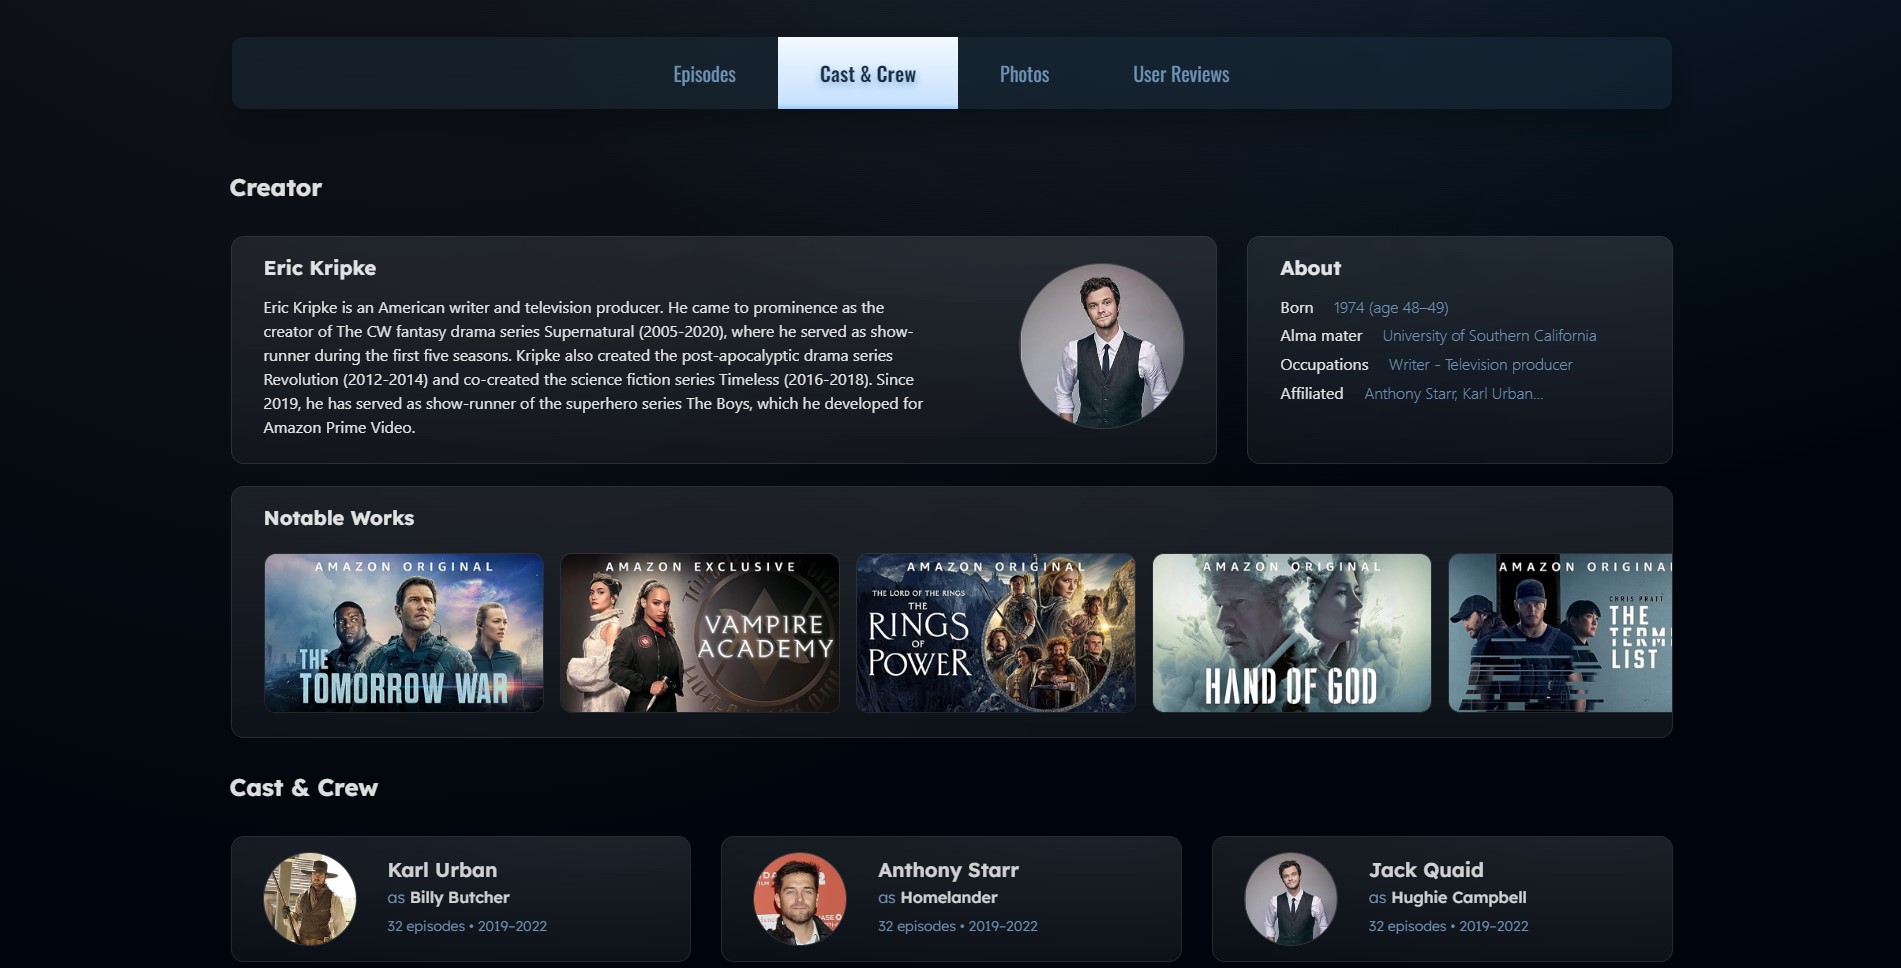 Episodes
Cast & Crew
Photos
User Reviews
Creator
Eric Kripke
Eric Kripke is an American writer and television producer. He came to prominence as the
creator of The CW fantasy drama series Supernatural (2005-2020), where he served as show-
runner during the first five seasons. Kripke also created the post-apocalyptic drama series
Revolution (2012-2014) and co-created the science fiction series Timeless (2016-2018). Since
2019, he has served as show-runner of the superhero series The Boys, which he developed for
Amazon Prime Video.
About
Born 1974 (age 48–49)
Alma mater University of Southern California
Occupations Writer - Television producer
Affiliated Anthony Starr, Karl Urban...
Notable Works
AMAZON ORIGINAL
THE
TOMORROW WAR
AMAZON EXCLUSIVE
VAMPIRE
ACADEMY
AMAZON ORIGINAL
THE LORD OF THE RINGS
THE
RINGS
OF
POWER
AMAZON ORIGINAL
HAND OF GOD
AMAZON ORIGINA
CHRIS PRATT
THE
TERMI
LIST
Cast & Crew
Karl Urban
as Billy Butcher
32 episodes • 2019–2022
Anthony Starr
as Homelander
32 episodes • 2019–2022
Jack Quaid
as Hughie Campbell
32 episodes • 2019–2022